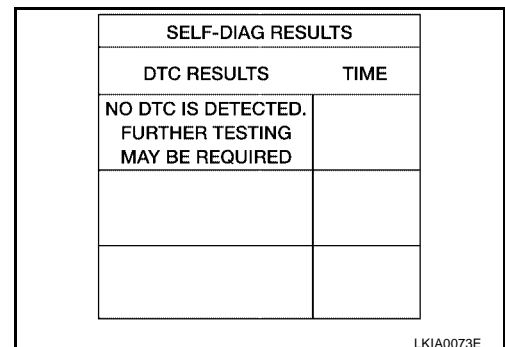 SELF-DIAG RESULTS
DTC RESULTS TIME
NO DTC IS DETECTED.
FURTHER TESTING
MAY BE REQUIRED
LKIA0073E